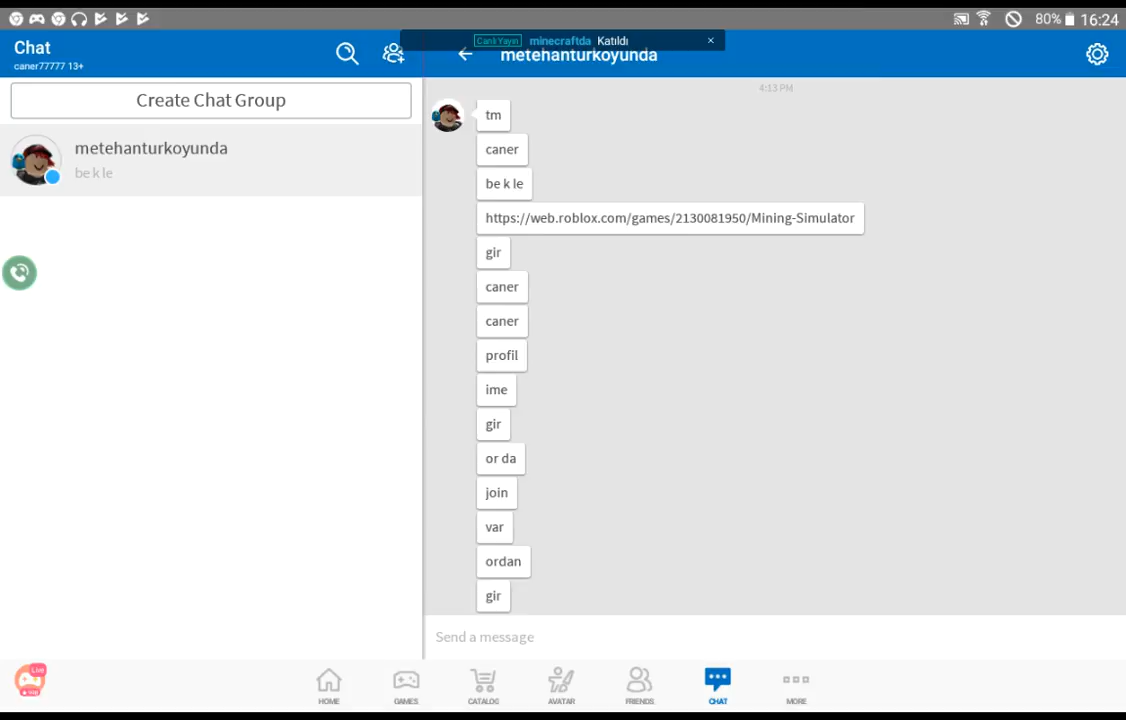 80% 16:24
Chat
caner77777 13+
Canlı Yayın minecraftda Katıldı ×
metehanturkoyunda
Create Chat Group
metehanturkoyunda
be k le
4:13 PM
tm
caner
be k le
https://web.roblox.com/games/2130081950/Mining-Simulator
gir
caner
caner
profil
ime
gir
or da
join
var
ordan
gir
Send a message
Live
HOME
GAMES
CATALOG
AVATAR
FRIENDS
CHAT
MORE